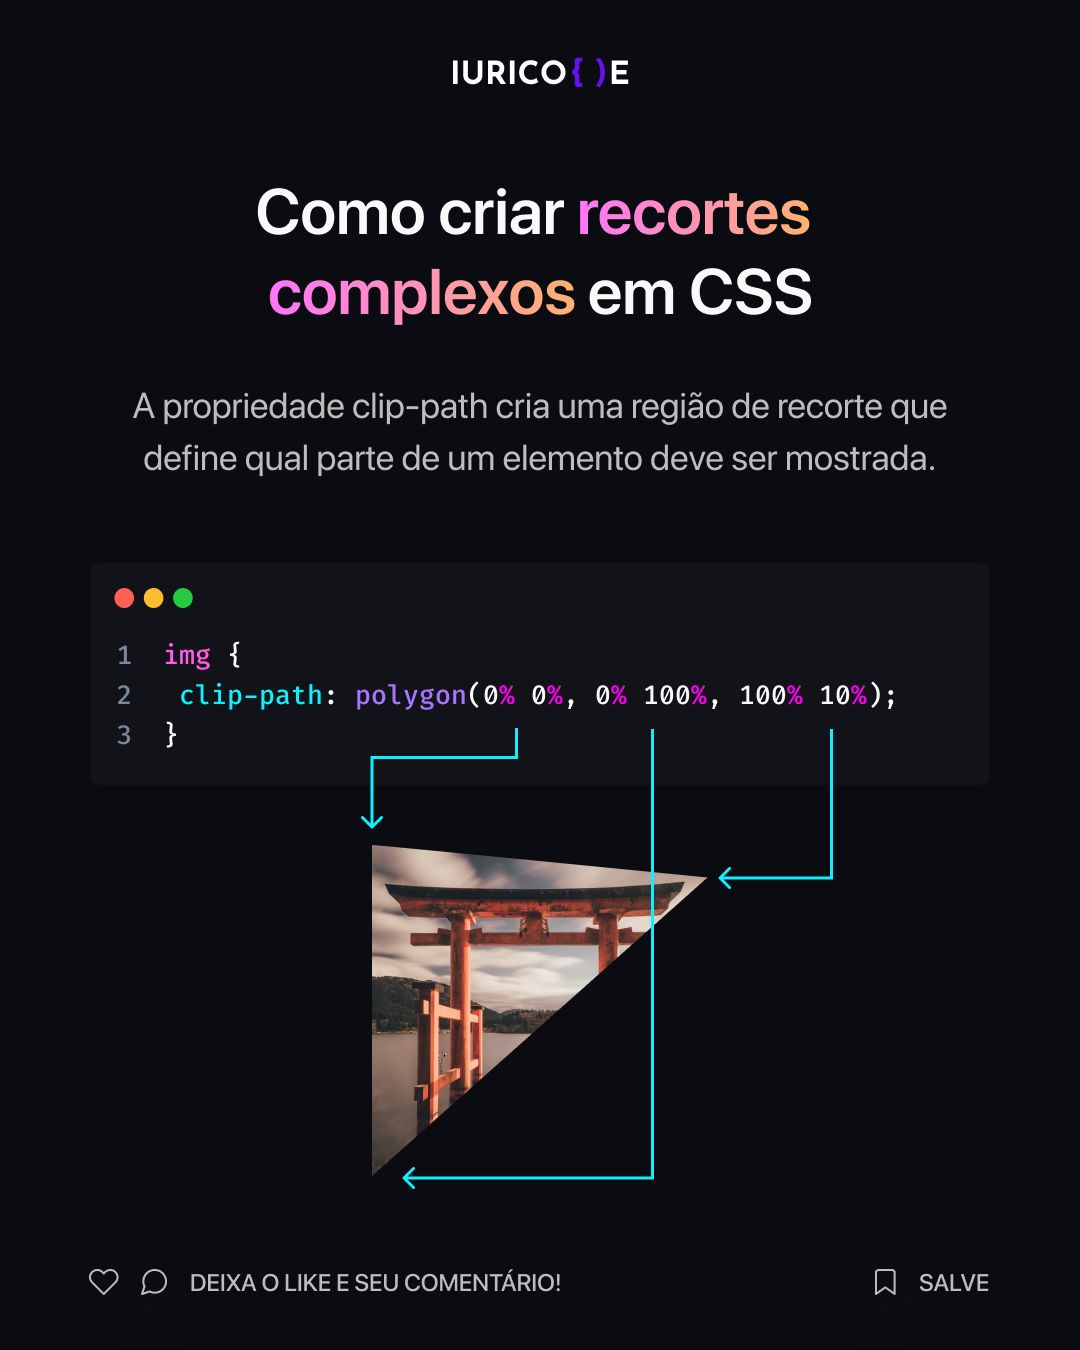 IURICO{ }E
Como criar recortes
complexos em CSS
A propriedade clip-path cria uma região de recorte que
define qual parte de um elemento deve ser mostrada.
1 img {
2 clip-path: polygon(0% 0%, 0% 100%, 100% 10%);
3 }
DEIXA O LIKE E SEU COMENTÁRIO!
SALVE